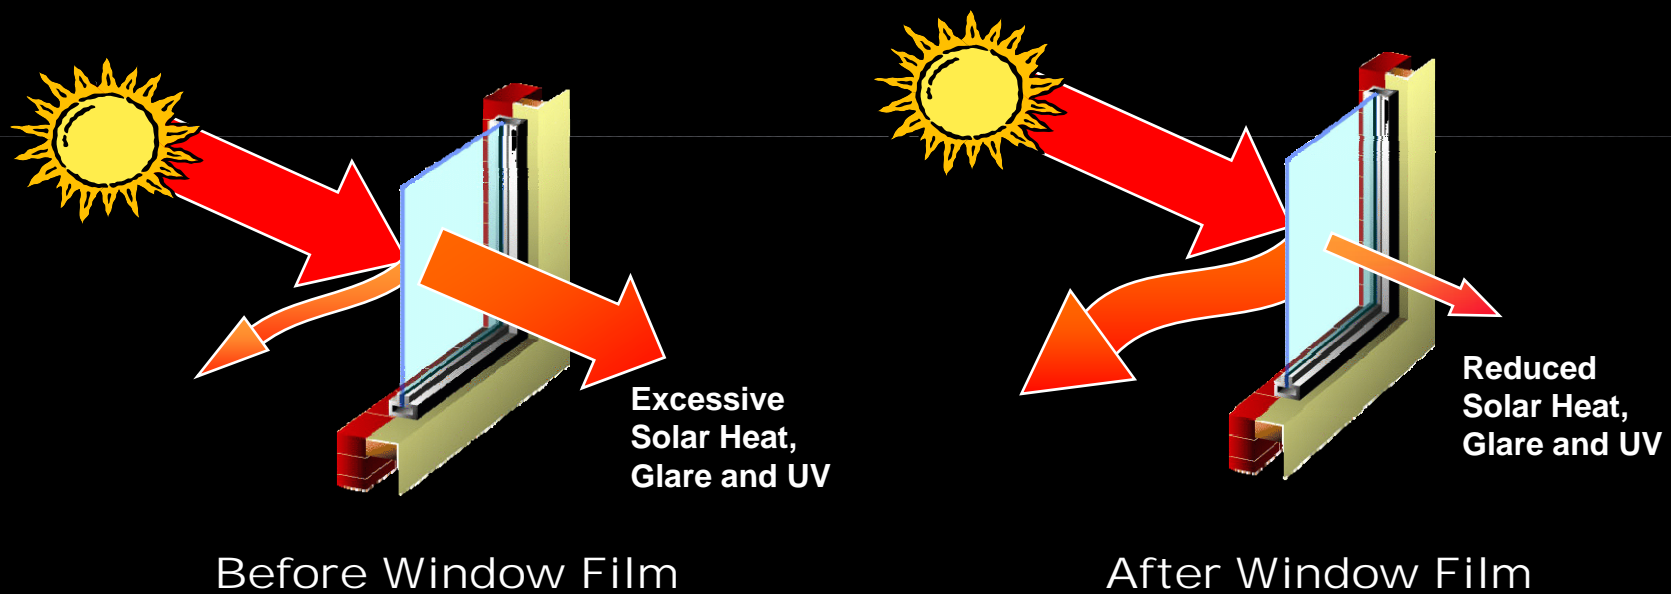 Excessive
Solar Heat,
Glare and UV
Before Window Film
Reduced
Solar Heat,
Glare and UV
After Window Film